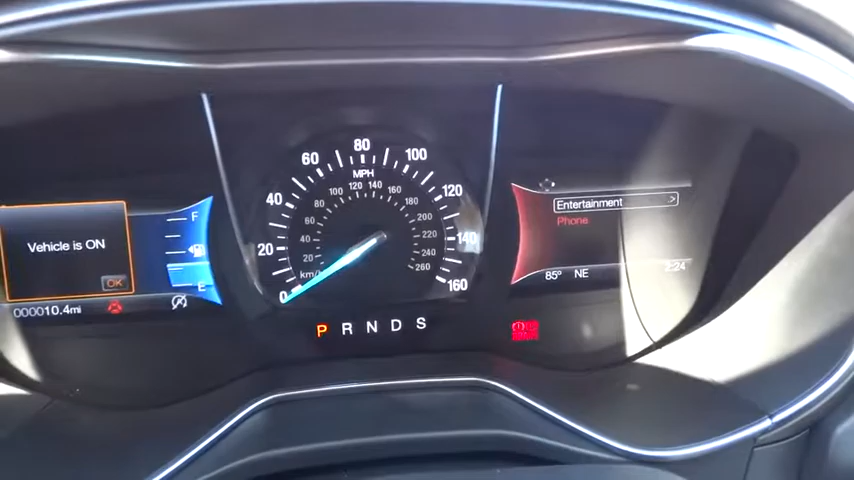 Vehicle is ON
OK
000010.4mi
F
E
0
20
40
60
80
100
120
140
160
MPH
20
40
60
80
100
120
140
160
180
200
220
240
260
km/h
P R N D S
Entertainment >
Phone
85° NE
2:24